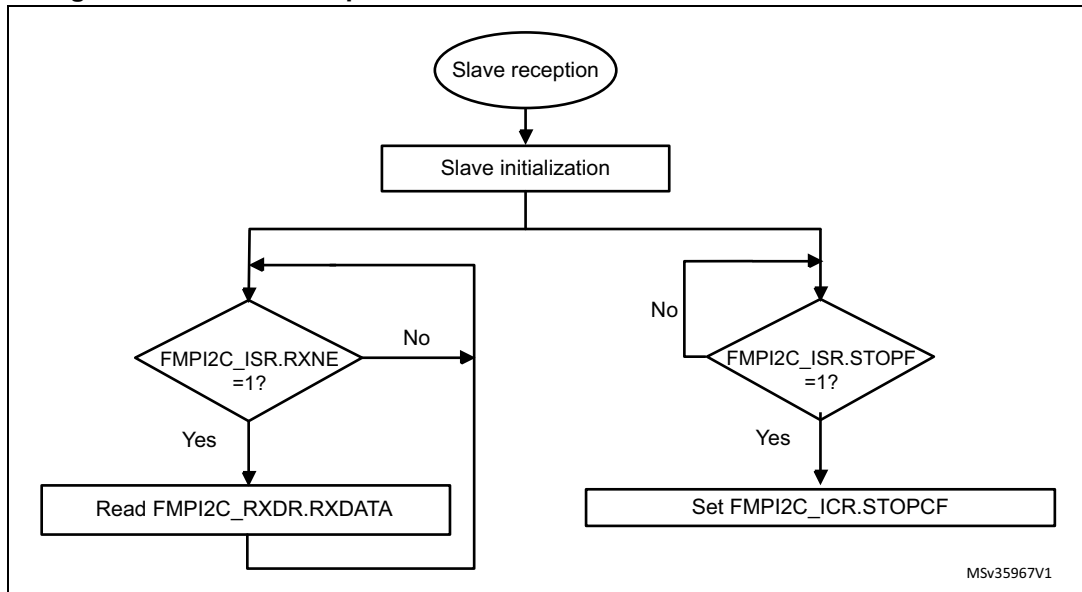 Slave reception
Slave initialization
No
No
FMPI2C_ISR.RXNE
=1?
FMPI2C_ISR.STOPF
=1?
Yes
Yes
Read FMPI2C_RXDR.RXDATA
Set FMPI2C_ICR.STOPCF
MSv35967V1